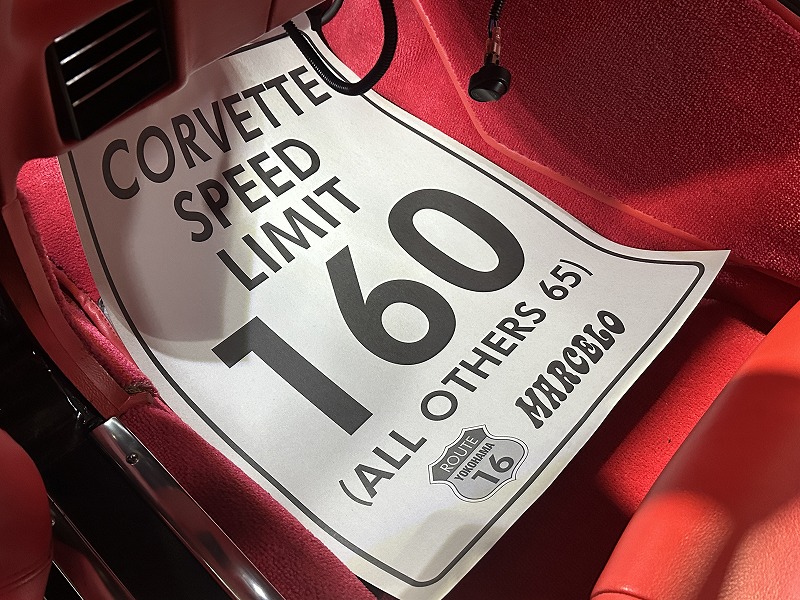 CORVETTE
SPEED
LIMIT
160
(ALL OTHERS 65)
MARCELO
ROUTE
YOKOHAMA
16